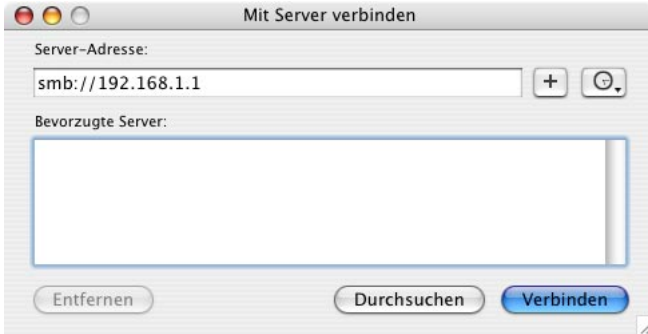 Mit Server verbinden
Server-Adresse:
smb://192.168.1.1
Bevorzugte Server:
Entfernen Durchsuchen Verbinden